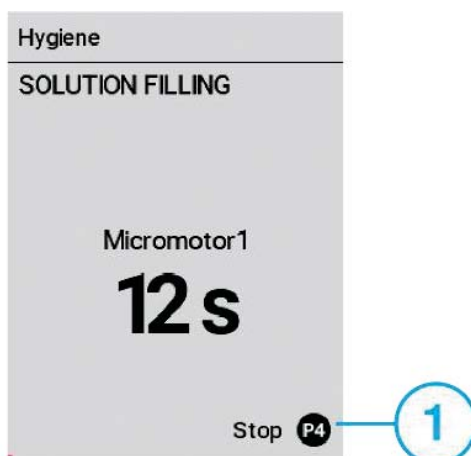 Hygiene
SOLUTION FILLING
Micromotor1
12 s
Stop P4
1